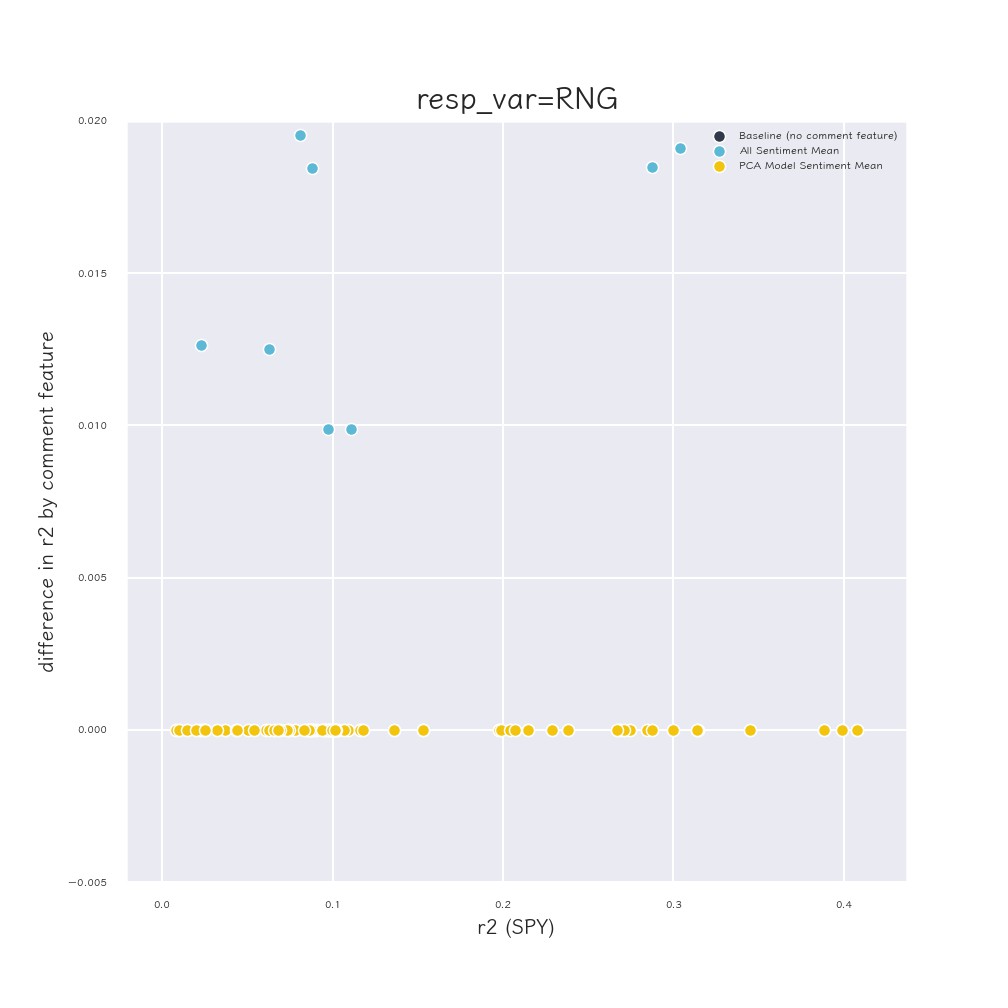 resp_var=RNG
Baseline (no comment feature)
All Sentiment Mean
PCA Model Sentiment Mean
0.020
0.015
0.010
0.005
0.000
−0.005
difference in r2 by comment feature
0.0 0.1 0.2 0.3 0.4
r2 (SPY)